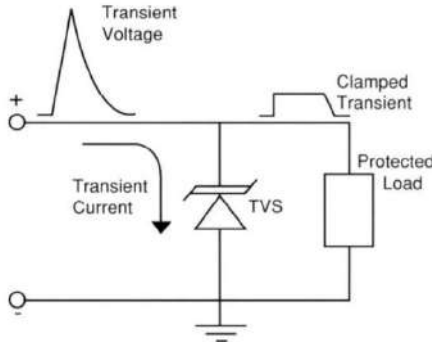 Transient
Voltage
Clamped
Transient
+
Protected
Load
Transient
Current
TVS
-